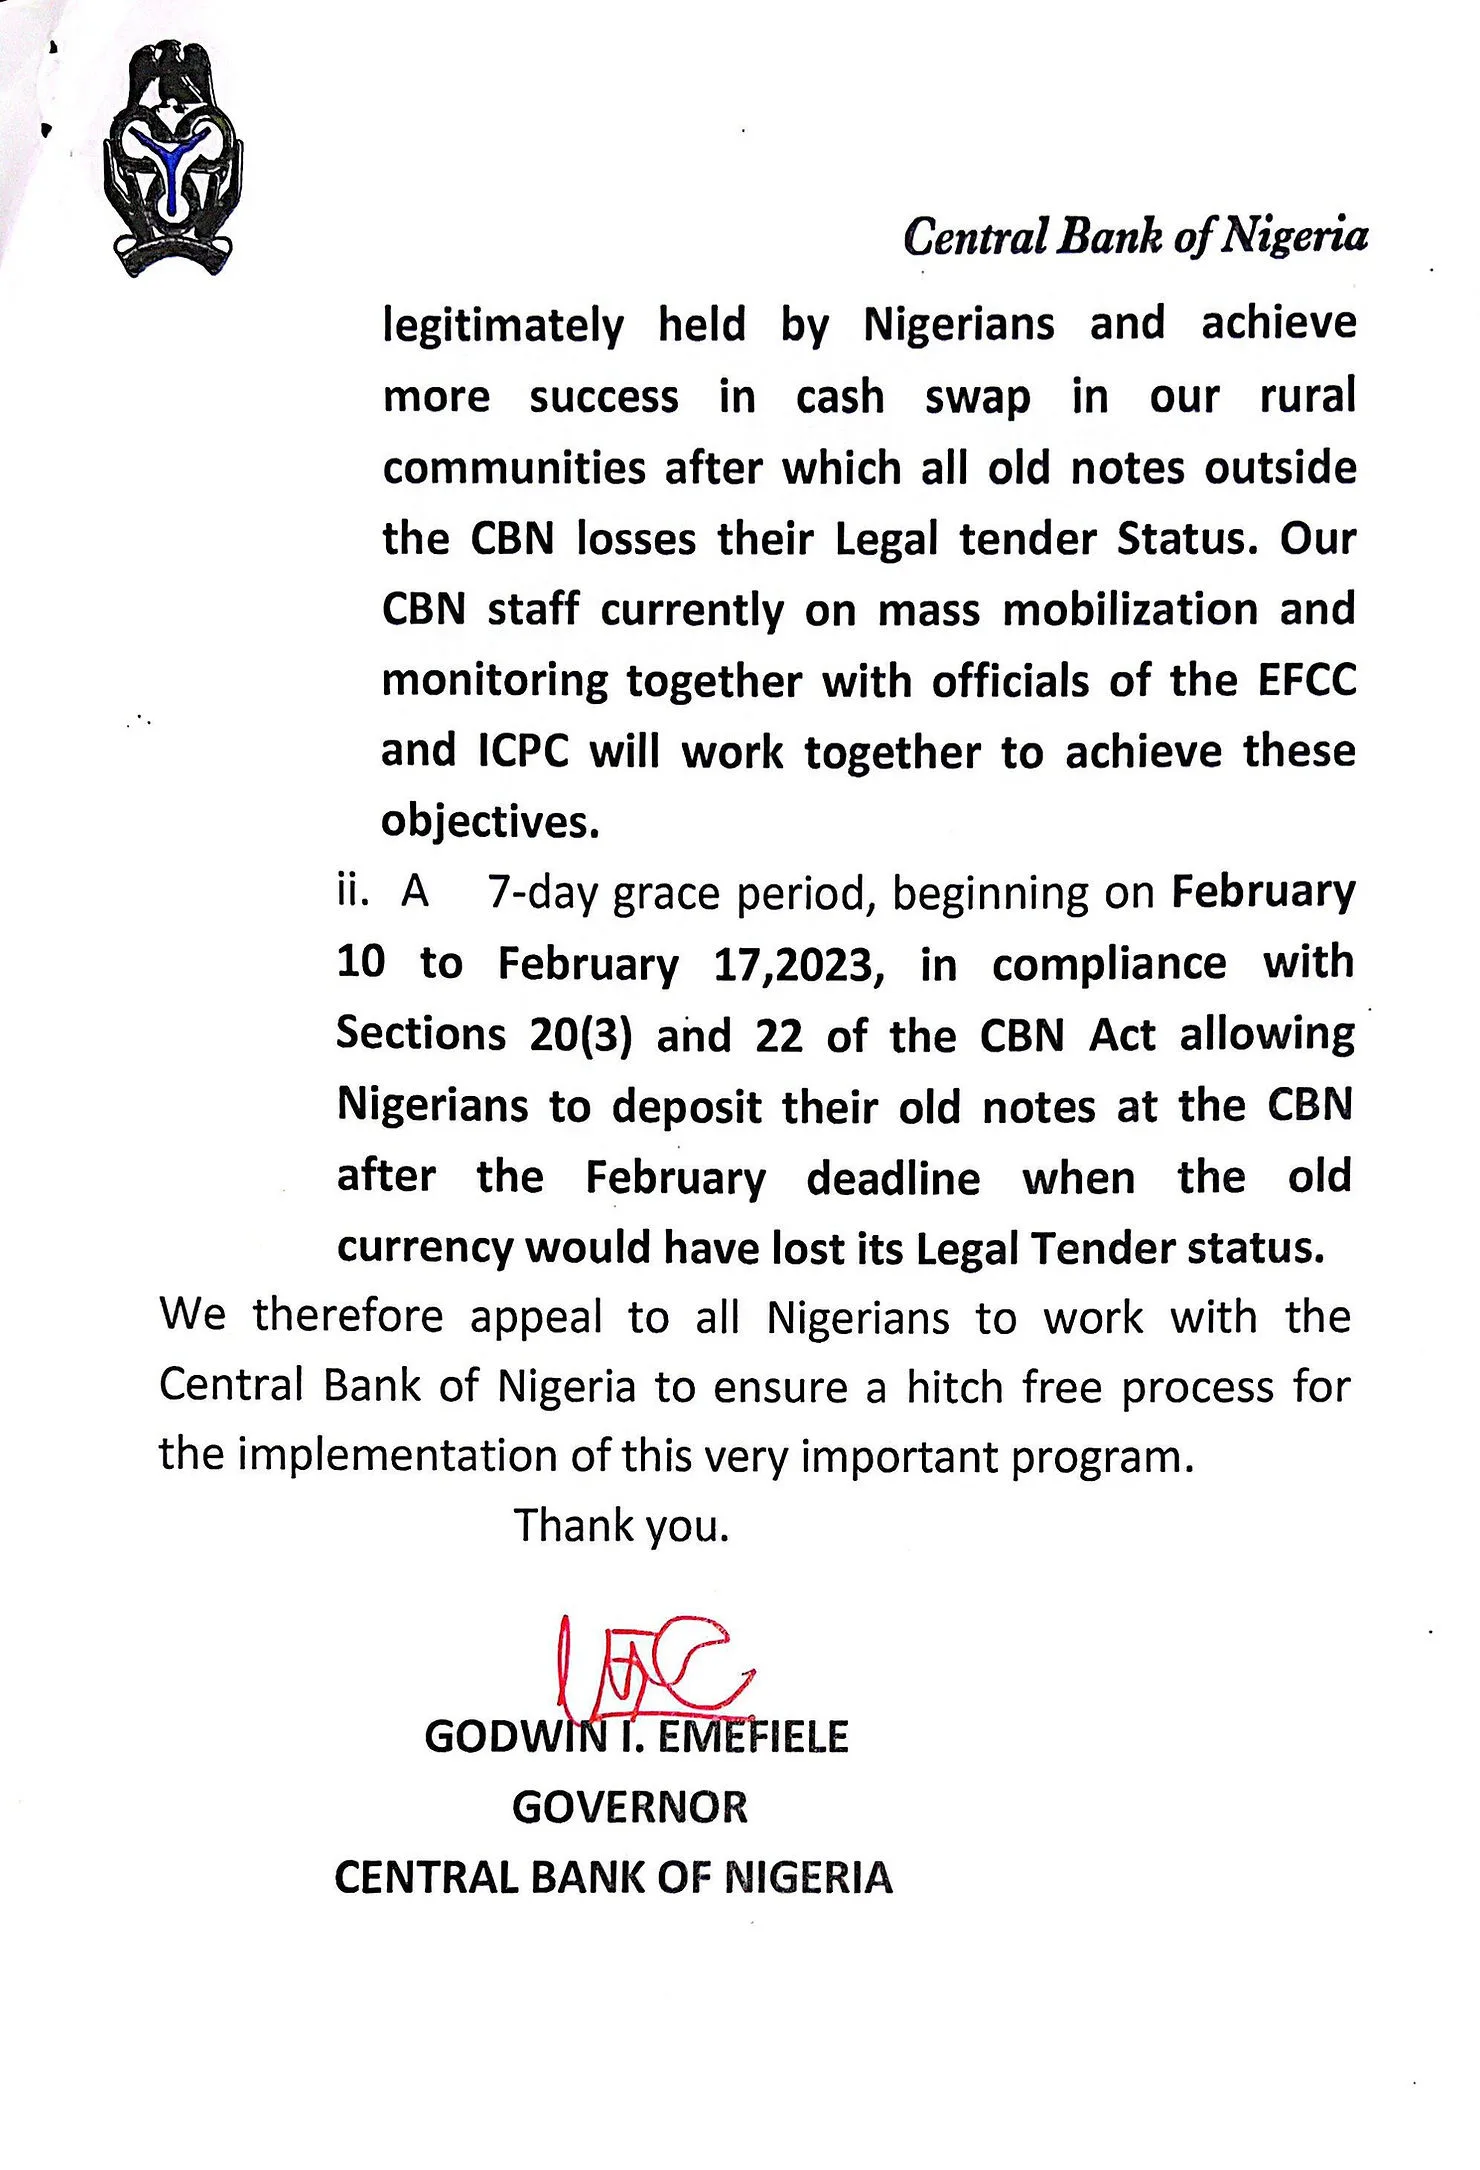 Central Bank of Nigeria
legitimately held by Nigerians and achieve
more success in cash swap in our rural
communities after which all old notes outside
the CBN losses their Legal tender Status. Our
CBN staff currently on mass mobilization and
monitoring together with officials of the EFCC
and ICPC will work together to achieve these
objectives.
ii. A 7-day grace period, beginning on February
10 to February 17,2023, in compliance with
Sections 20(3) and 22 of the CBN Act allowing
Nigerians to deposit their old notes at the CBN
after the February deadline when the old
currency would have lost its Legal Tender status.
We therefore appeal to all Nigerians to work with the
Central Bank of Nigeria to ensure a hitch free process for
the implementation of this very important program.
Thank you.
GODWIN I. EMEFIELE
GOVERNOR
CENTRAL BANK OF NIGERIA